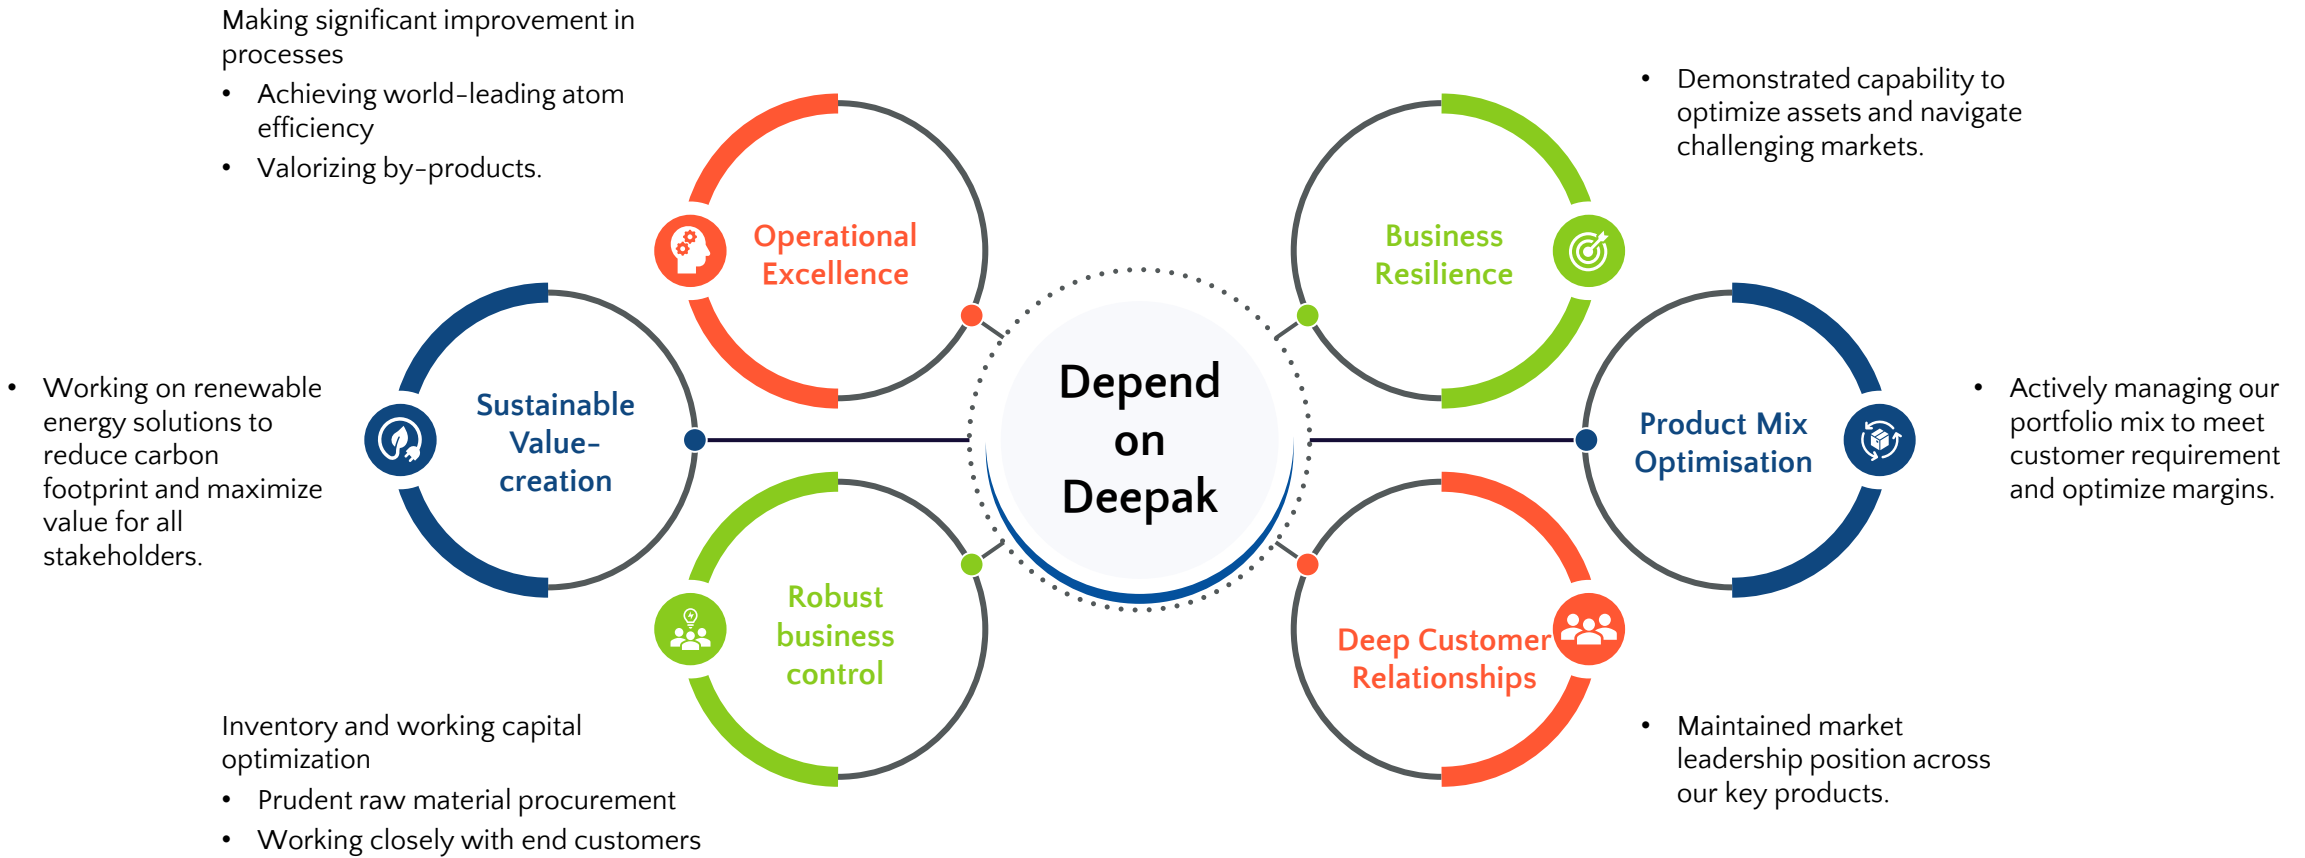 Making significant improvement in
processes
• Achieving world-leading atom
efficiency
• Valorizing by-products.
Operational
Excellence
• Demonstrated capability to
optimize assets and navigate
challenging markets.
Business
Resilience
• Working on renewable
energy solutions to
reduce carbon
footprint and maximize
value for all
stakeholders.
Sustainable
Value-
creation
Depend
on
Deepak
Product Mix
Optimisation
• Actively managing our
portfolio mix to meet
customer requirement
and optimize margins.
Robust
business
control
Inventory and working capital
optimization
• Prudent raw material procurement
• Working closely with end customers
Deep Customer
Relationships
• Maintained market
leadership position across
our key products.